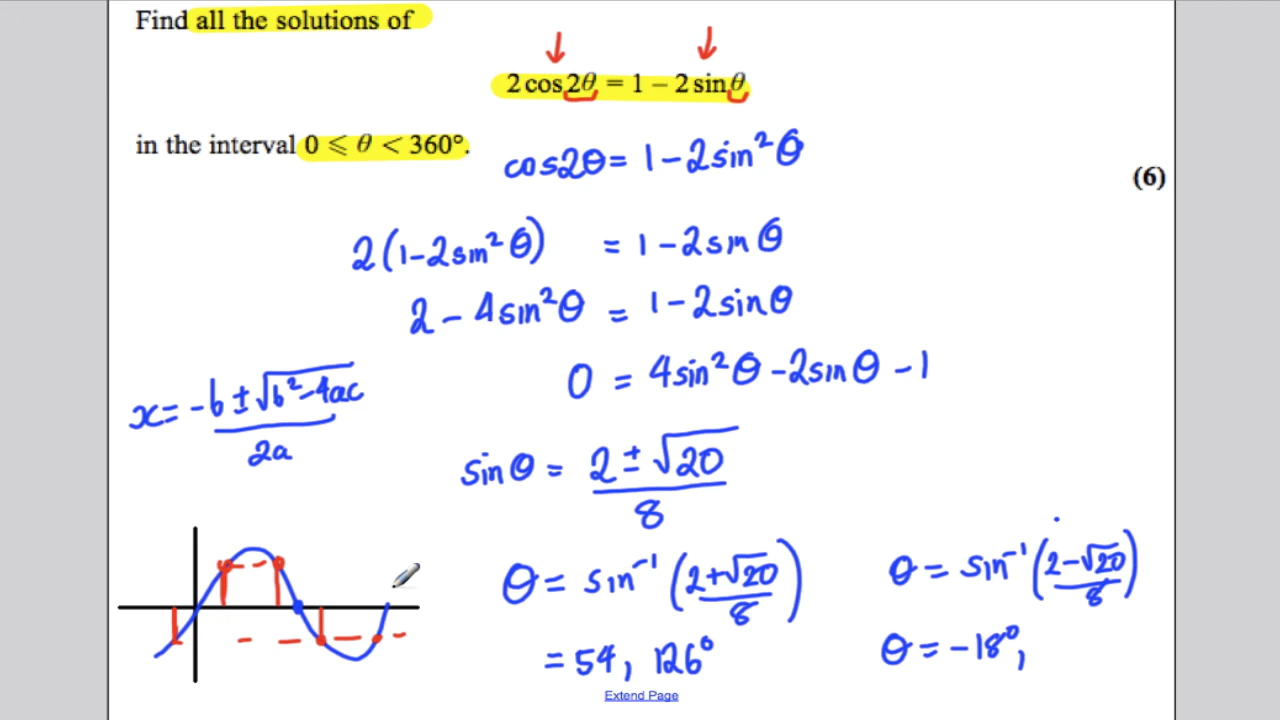 Find all the solutions of
2 cos 2θ = 1 − 2 sin θ
in the interval 0 ⩽ θ < 360°.
cos2θ = 1 − 2sin²θ
(6)
2(1−2sin²θ) = 1 − 2sinθ
2 − 4sin²θ = 1 − 2sinθ
0 = 4sin²θ − 2sinθ − 1
x = −b ± √b²−4ac / 2a
sinθ = 2 ± √20 / 8
θ = sin⁻¹ (2+√20 / 8)
θ = sin⁻¹ (2−√20 / 8)
= 54, 126°
θ = −18°,
Extend Page